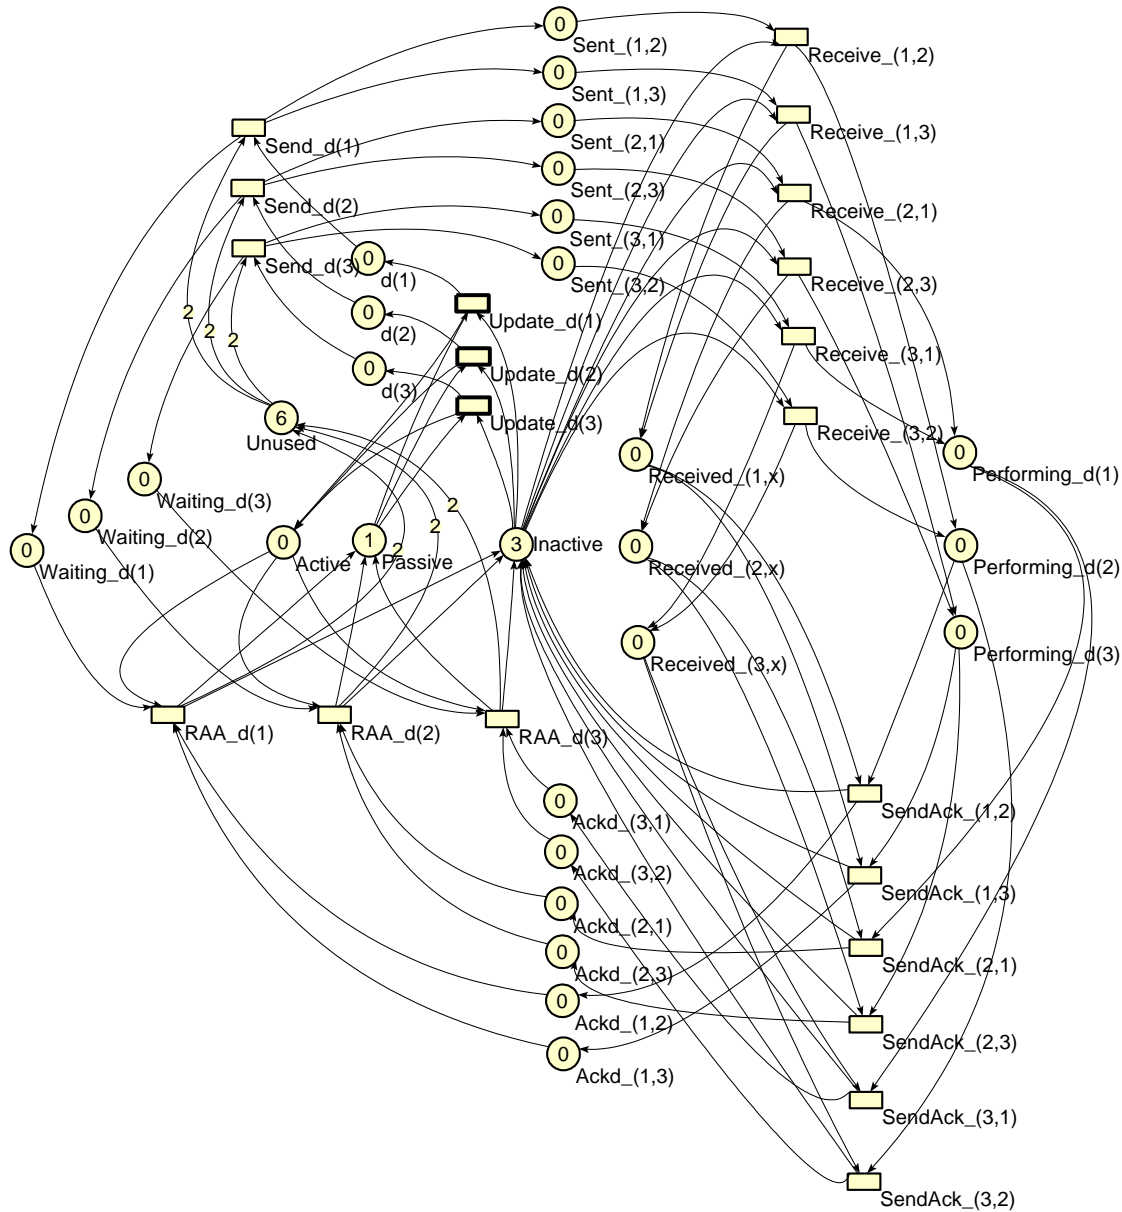 0
Sent_(1,2)
Receive_(1,2)
0
Sent_(1,3)
Receive_(1,3)
Send_d(1)
0
Sent_(2,1)
0
Sent_(2,3)
Send_d(2)
Receive_(2,1)
0
Sent_(3,1)
Send_d(3)
0
d(1)
0
Sent_(3,2)
Receive_(2,3)
2
2
2
0
d(2)
Update_d(1)
Receive_(3,1)
0
d(3)
Update_d(2)
Update_d(3)
6
Unused
Receive_(3,2)
0
Received_(1,x)
0
Performing_d(1)
0
Waiting_d(3)
2
2
2
0
Waiting_d(2)
0
Waiting_d(1)
0
Active
1
Passive
3
Inactive
0
Received_(2,x)
0
Performing_d(2)
0
Received_(3,x)
0
Performing_d(3)
RAA_d(1)
RAA_d(2)
RAA_d(3)
0
Ackd_(3,1)
SendAck_(1,2)
0
Ackd_(3,2)
SendAck_(1,3)
0
Ackd_(2,1)
0
Ackd_(2,3)
SendAck_(2,1)
0
Ackd_(1,2)
SendAck_(2,3)
0
Ackd_(1,3)
SendAck_(3,1)
SendAck_(3,2)